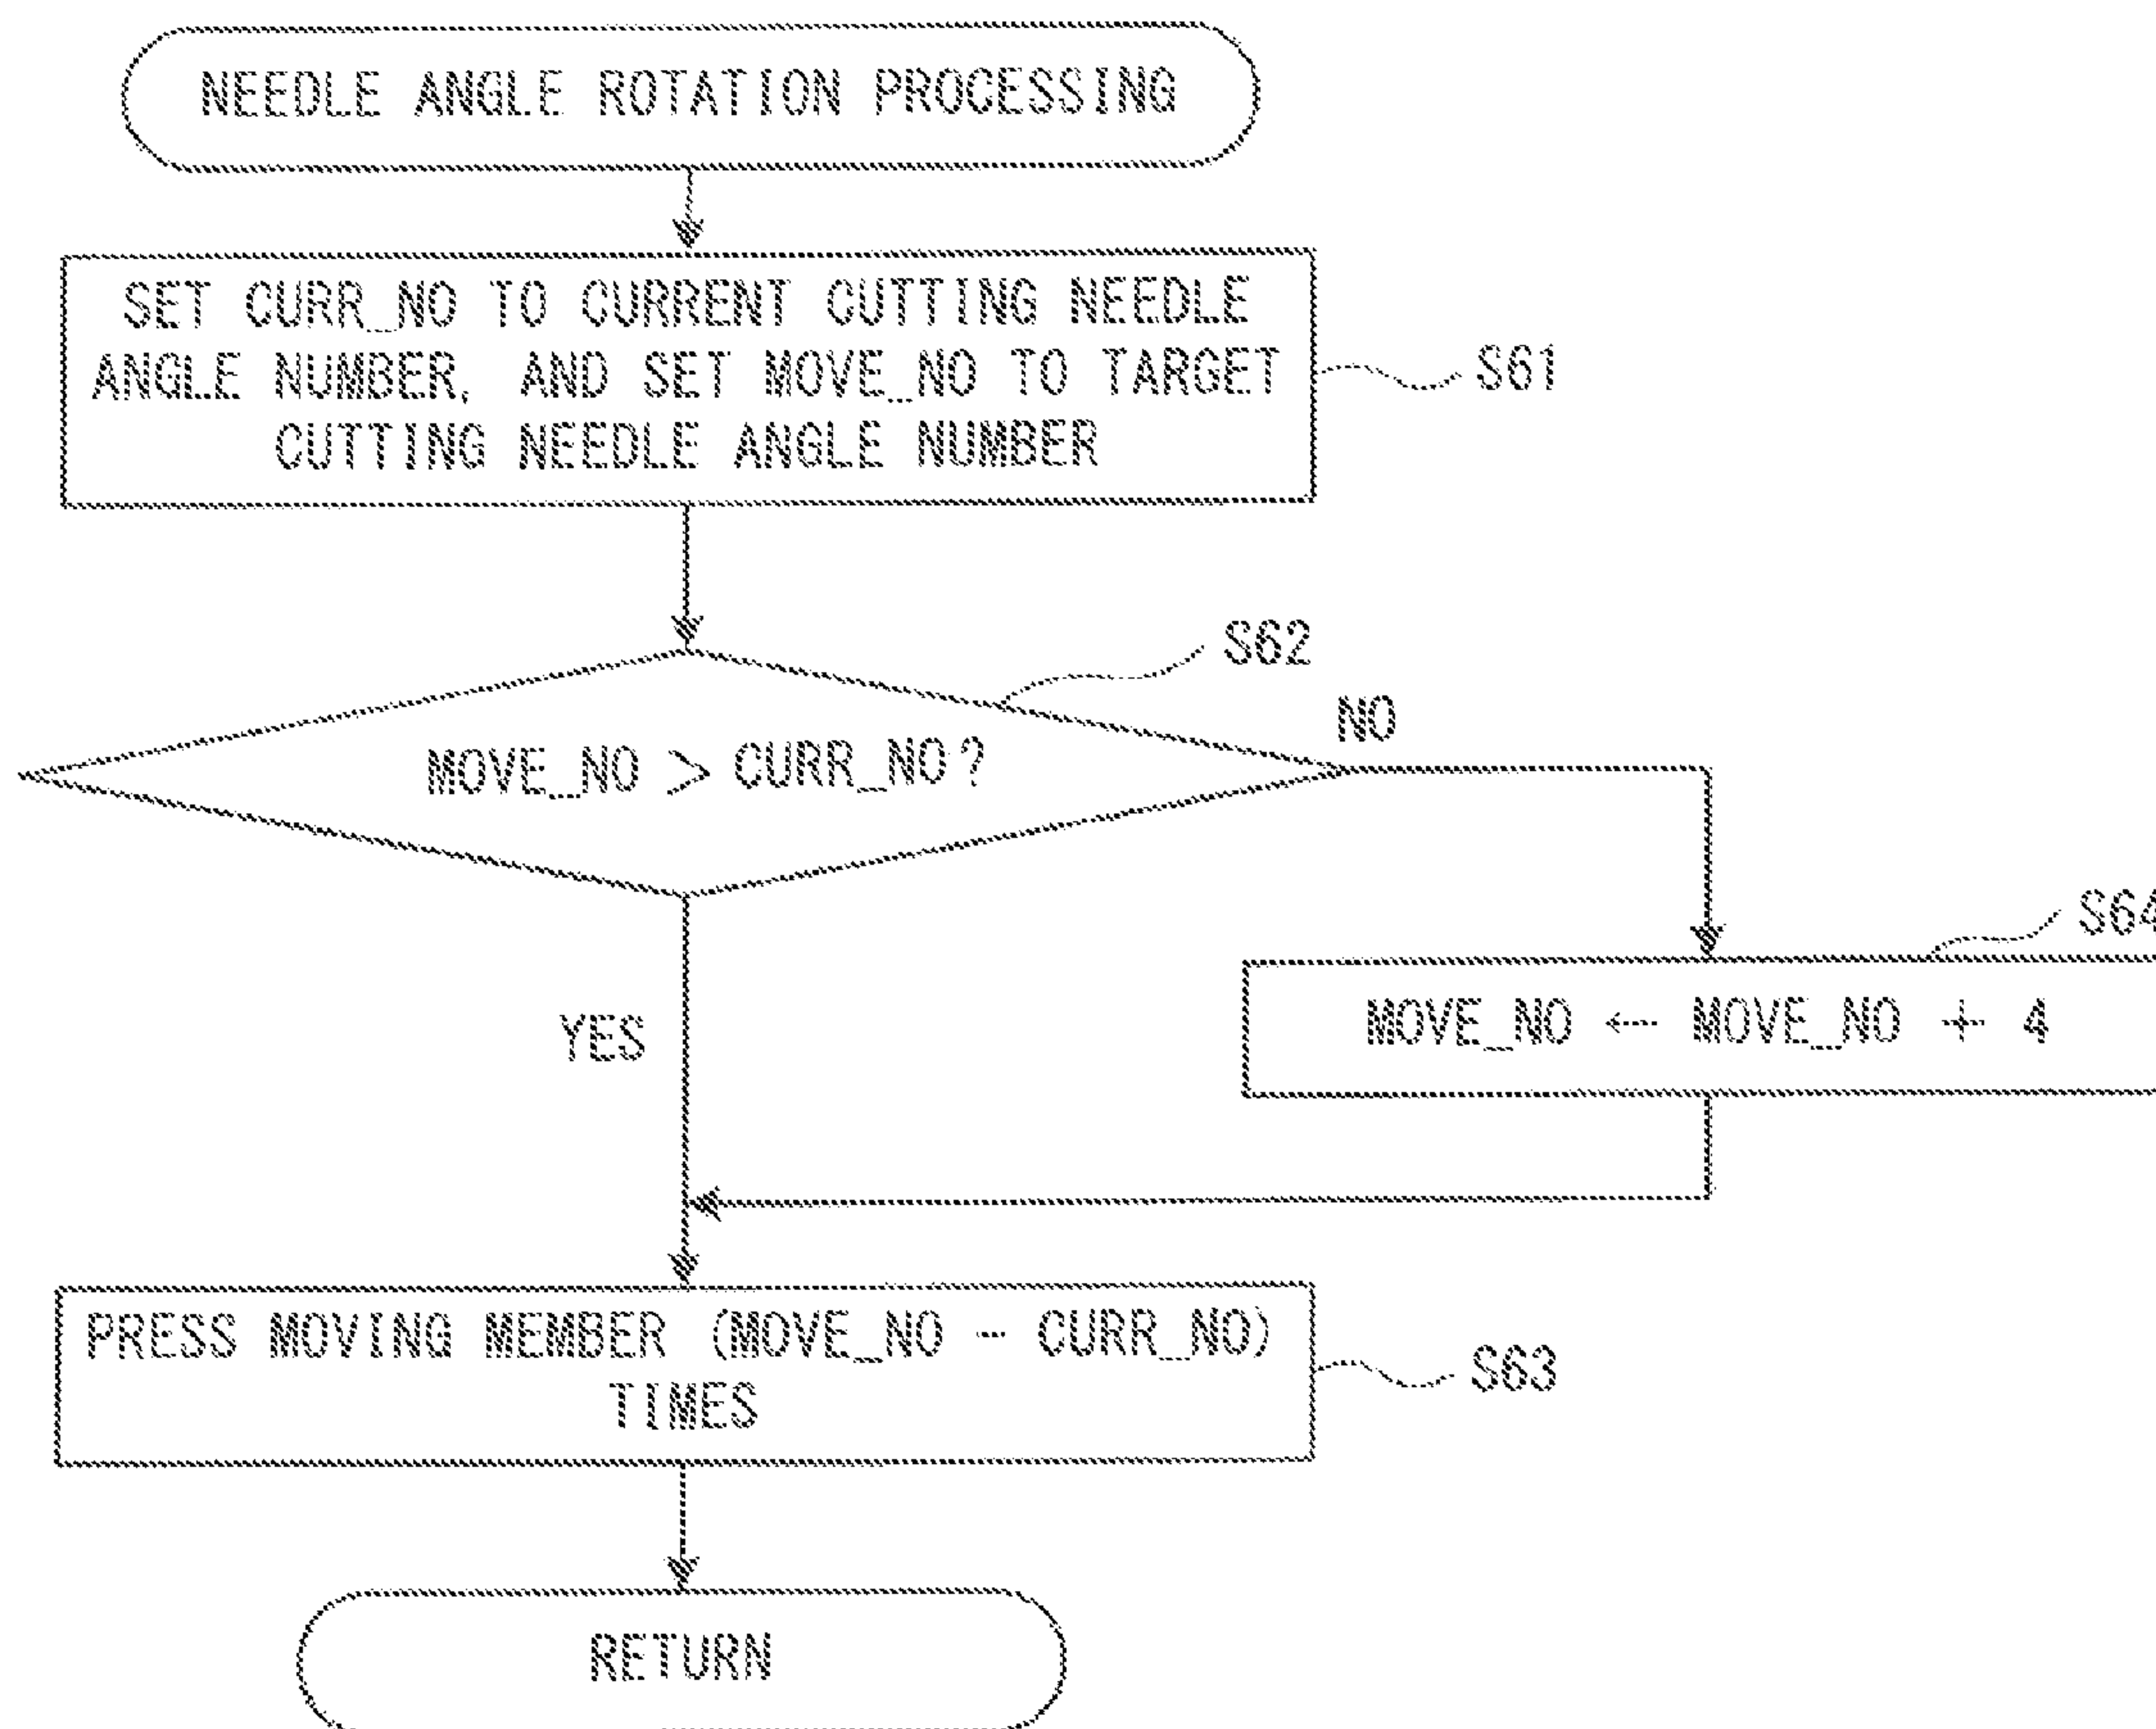 NEEDLE ANGLE ROTATION PROCESSING
SET CURR_NO TO CURRENT CUTTING NEEDLE
ANGLE NUMBER, AND SET MOVE_NO TO TARGET
CUTTING NEEDLE ANGLE NUMBER
S61
S62
MOVE_NO > CURR_NO?
NO
S64
MOVE_NO ← MOVE_NO + 4
YES
PRESS MOVING MEMBER (MOVE_NO - CURR_NO)
TIMES
S63
RETURN